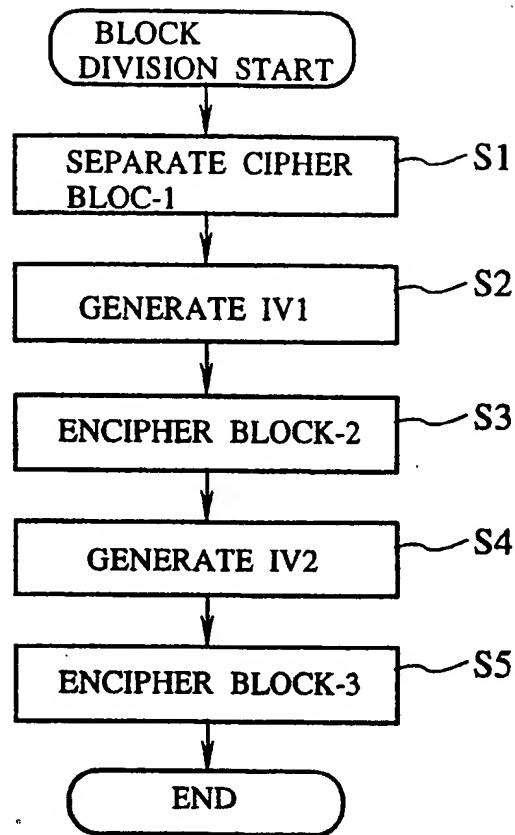 BLOCK
DIVISION START
SEPARATE CIPHER
BLOC-1
S1
GENERATE IV1
S2
ENCIPHER BLOCK-2
S3
GENERATE IV2
S4
ENCIPHER BLOCK-3
S5
END